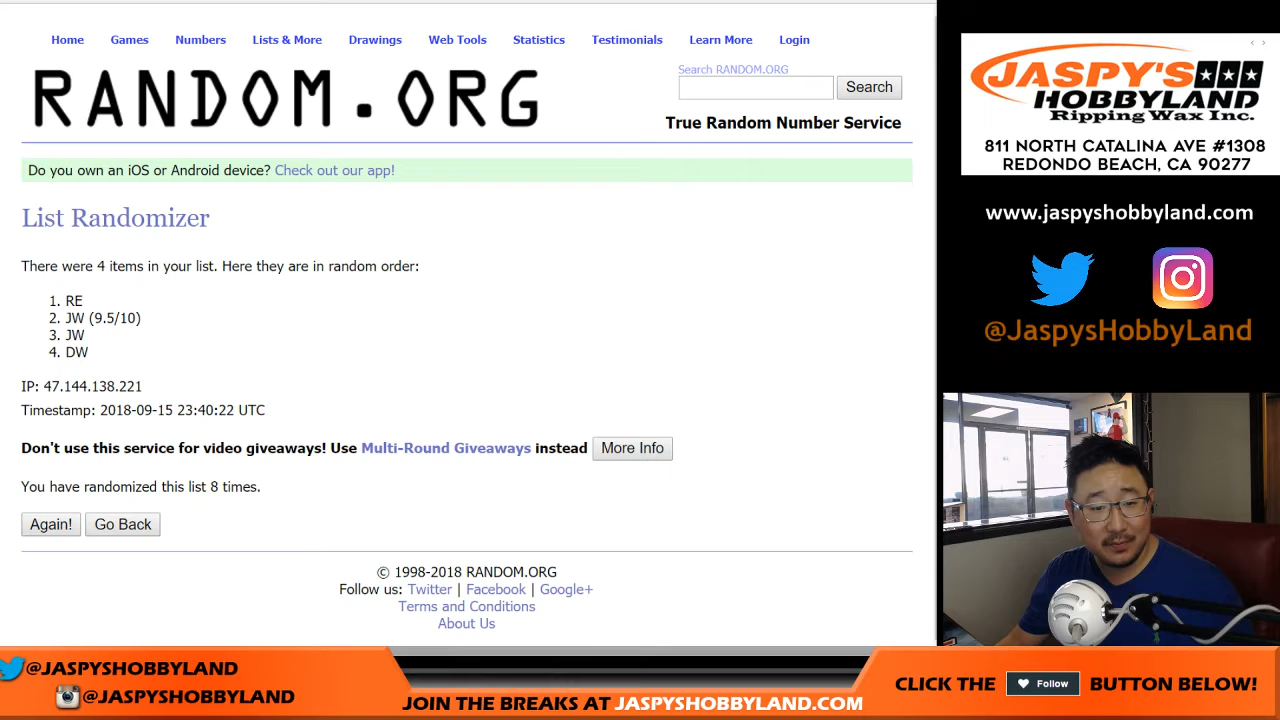 Home Games Numbers Lists & More Drawings Web Tools Statistics Testimonials Learn More Login
RANDOM.ORG
Search RANDOM.ORG
Search
True Random Number Service
Do you own an iOS or Android device? Check out our app!
List Randomizer
There were 4 items in your list. Here they are in random order:
1. RE
2. JW (9.5/10)
3. JW
4. DW
IP: 47.144.138.221
Timestamp: 2018-09-15 23:40:22 UTC
Don't use this service for video giveaways! Use Multi-Round Giveaways instead More Info
You have randomized this list 8 times.
Again! Go Back
© 1998-2018 RANDOM.ORG
Follow us: Twitter | Facebook | Google+
Terms and Conditions
About Us
JASPY'S
HOBBYLAND
Ripping Wax Inc.
811 NORTH CATALINA AVE #1308
REDONDO BEACH, CA 90277
www.jaspyshobbyland.com
@JaspysHobbyLand
@JASPYSHOBBYLAND
@JASPYSHOBBYLAND
JOIN THE BREAKS AT JASPYSHOBBYLAND.COM
CLICK THE Follow BUTTON BELOW!